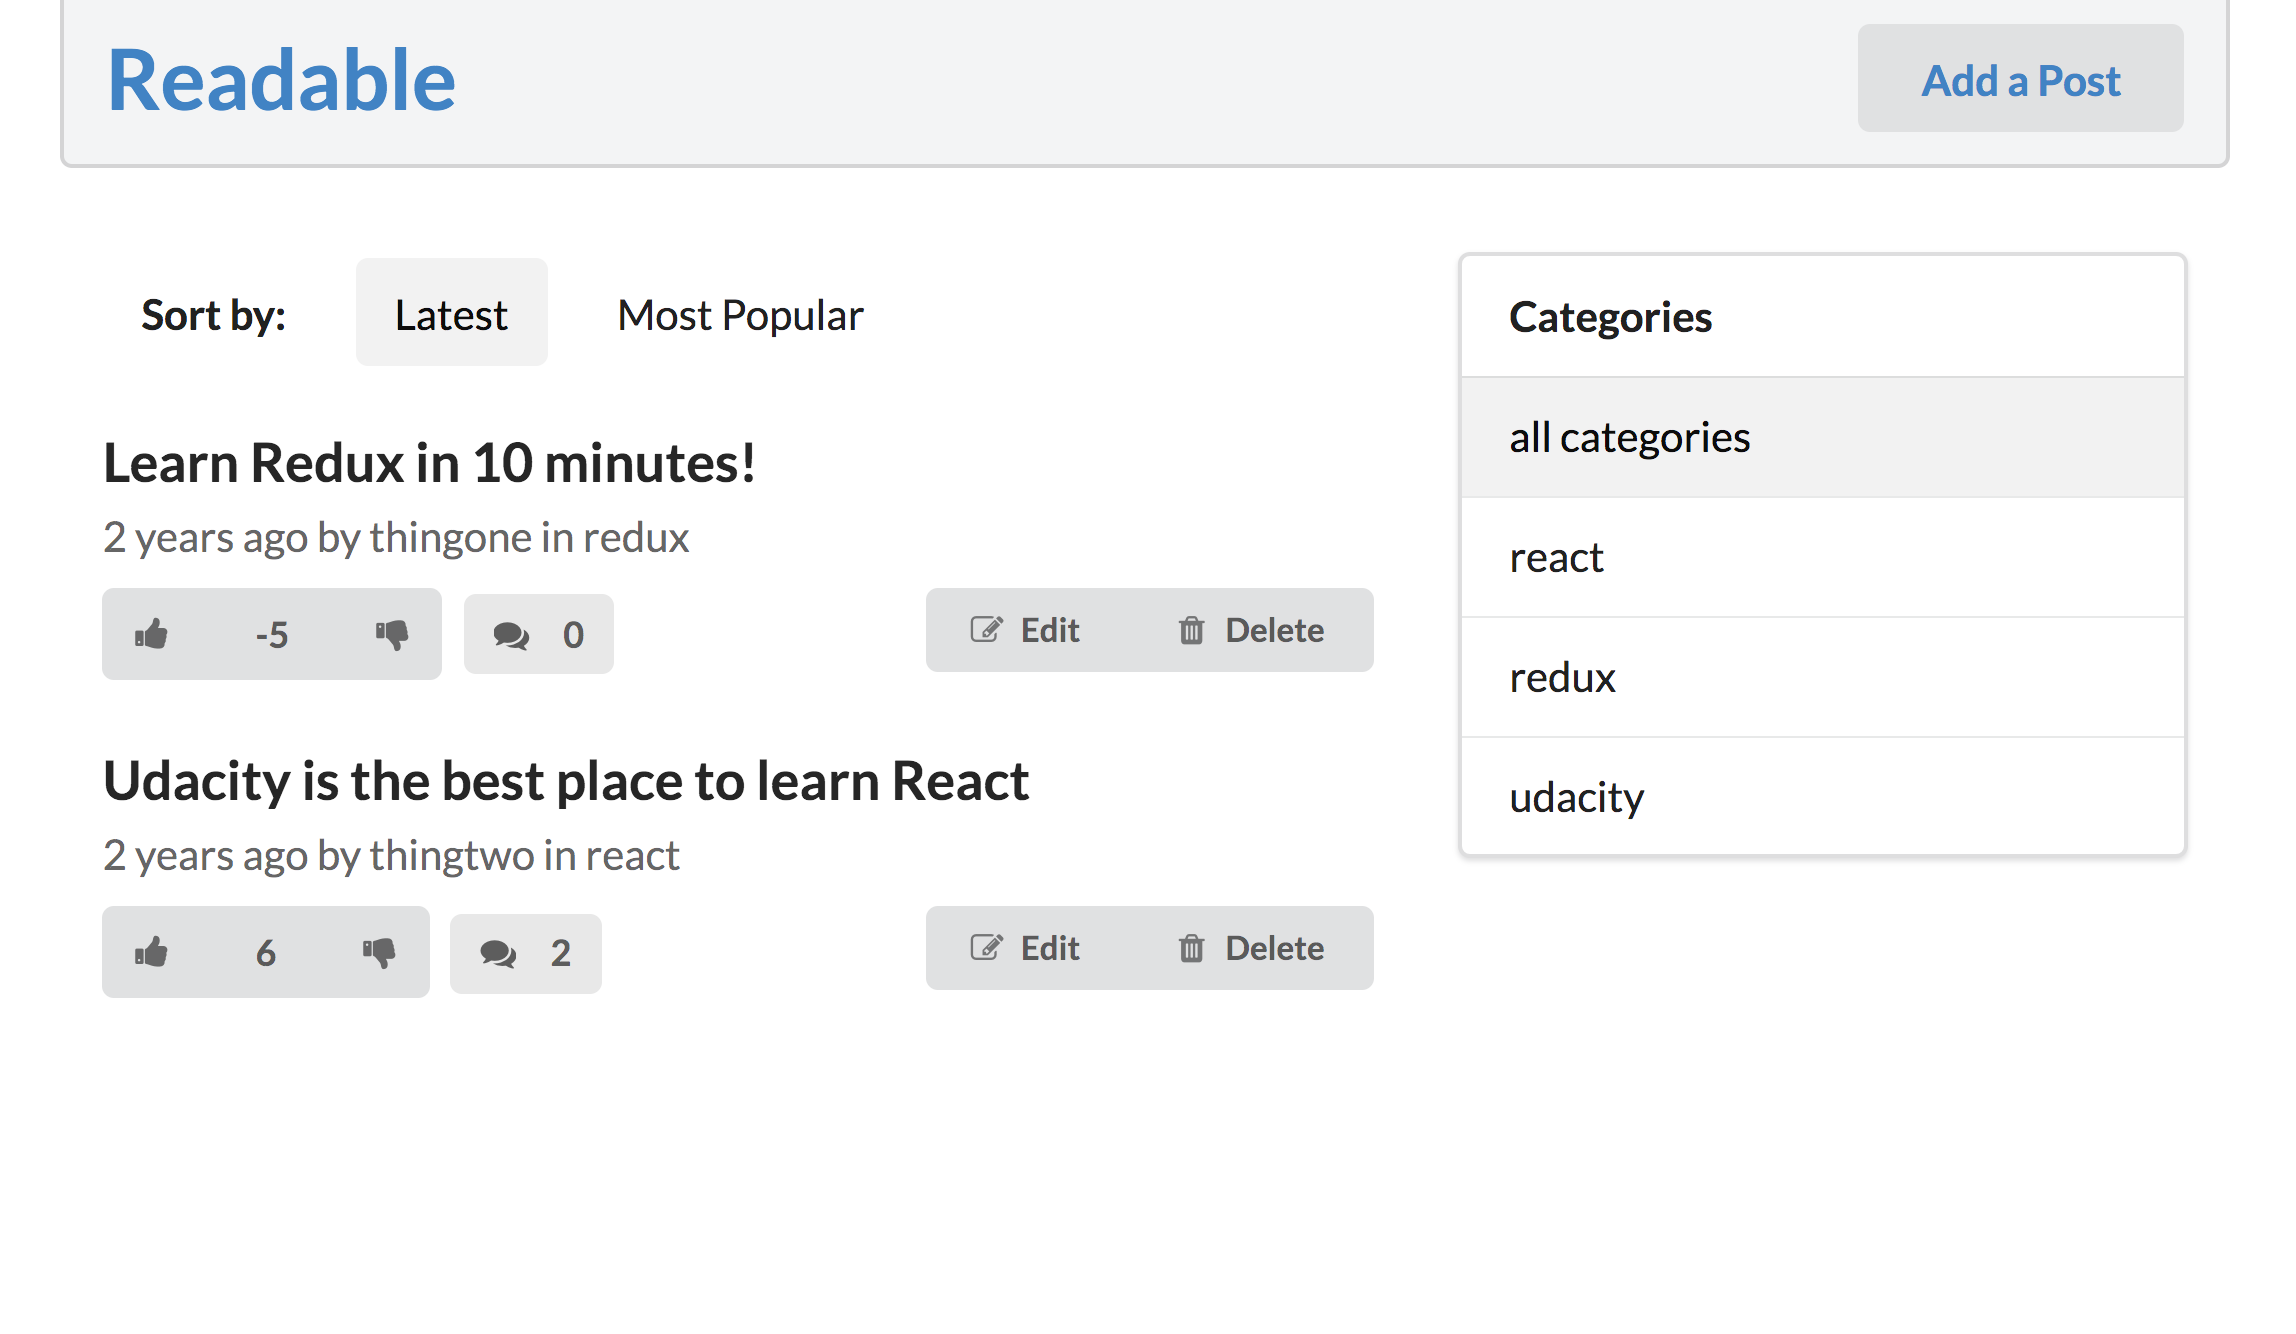 Readable
Add a Post
Sort by: Latest Most Popular
Learn Redux in 10 minutes!
2 years ago by thingone in redux
-5 0 Edit Delete
Udacity is the best place to learn React
2 years ago by thingtwo in react
6 2 Edit Delete
Categories
all categories
react
redux
udacity